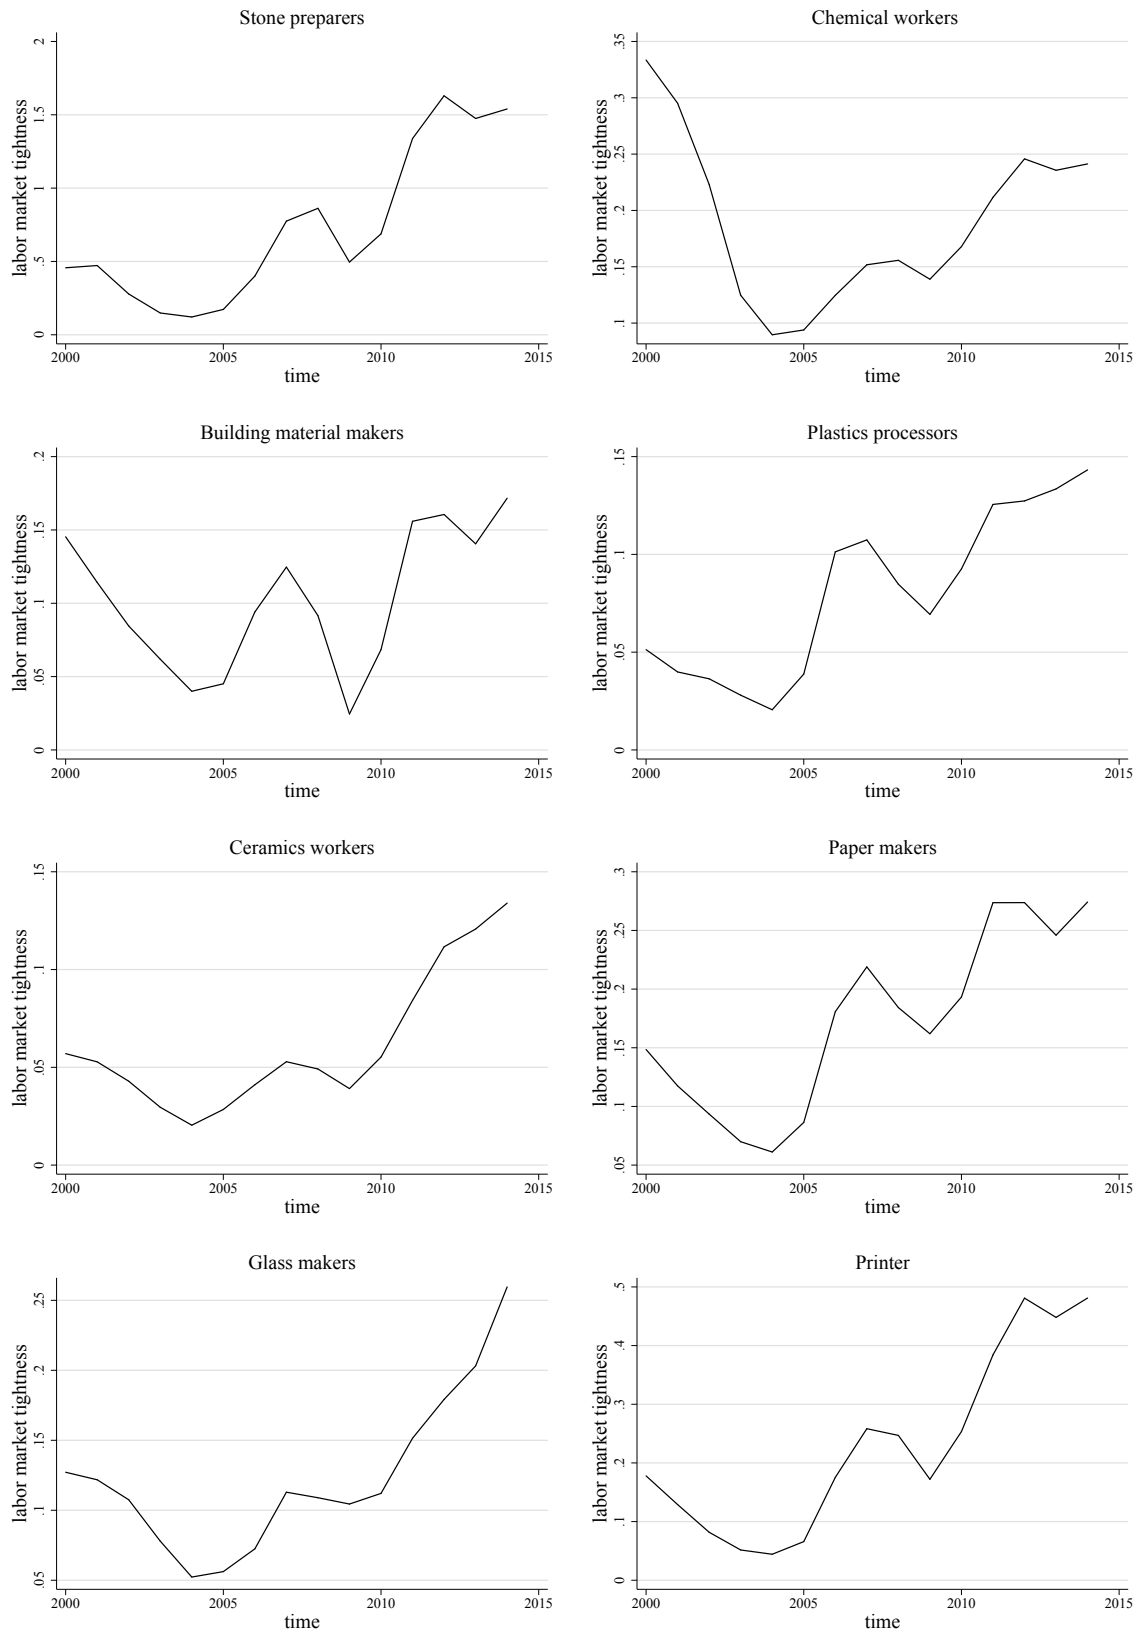 Stone preparers
labor market tightness
2
1.5
1
.5
0
2000 2005 2010 2015
time
Chemical workers
labor market tightness
.35
.3
.25
.2
.15
.1
2000 2005 2010 2015
time
Building material makers
labor market tightness
.2
.15
.1
.05
0
2000 2005 2010 2015
time
Plastics processors
labor market tightness
.15
.1
.05
0
2000 2005 2010 2015
time
Ceramics workers
labor market tightness
.15
.1
.05
0
2000 2005 2010 2015
time
Paper makers
labor market tightness
.3
.25
.2
.15
.1
.05
2000 2005 2010 2015
time
Glass makers
labor market tightness
.25
.2
.15
.1
.05
2000 2005 2010 2015
time
Printer
labor market tightness
.5
.4
.3
.2
.1
0
2000 2005 2010 2015
time